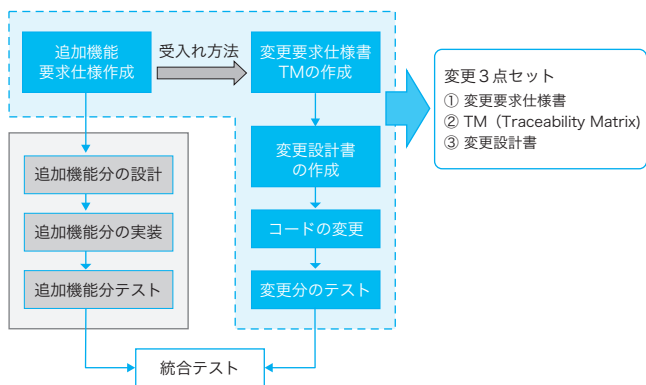 追加機能
要求仕様作成
受入れ方法
変更要求仕様書
TMの作成
変更3点セット
① 変更要求仕様書
② TM（Traceability Matrix)
③ 変更設計書
変更設計書
の作成
追加機能分の設計
追加機能分の実装
コードの変更
追加機能分テスト
変更分のテスト
統合テスト